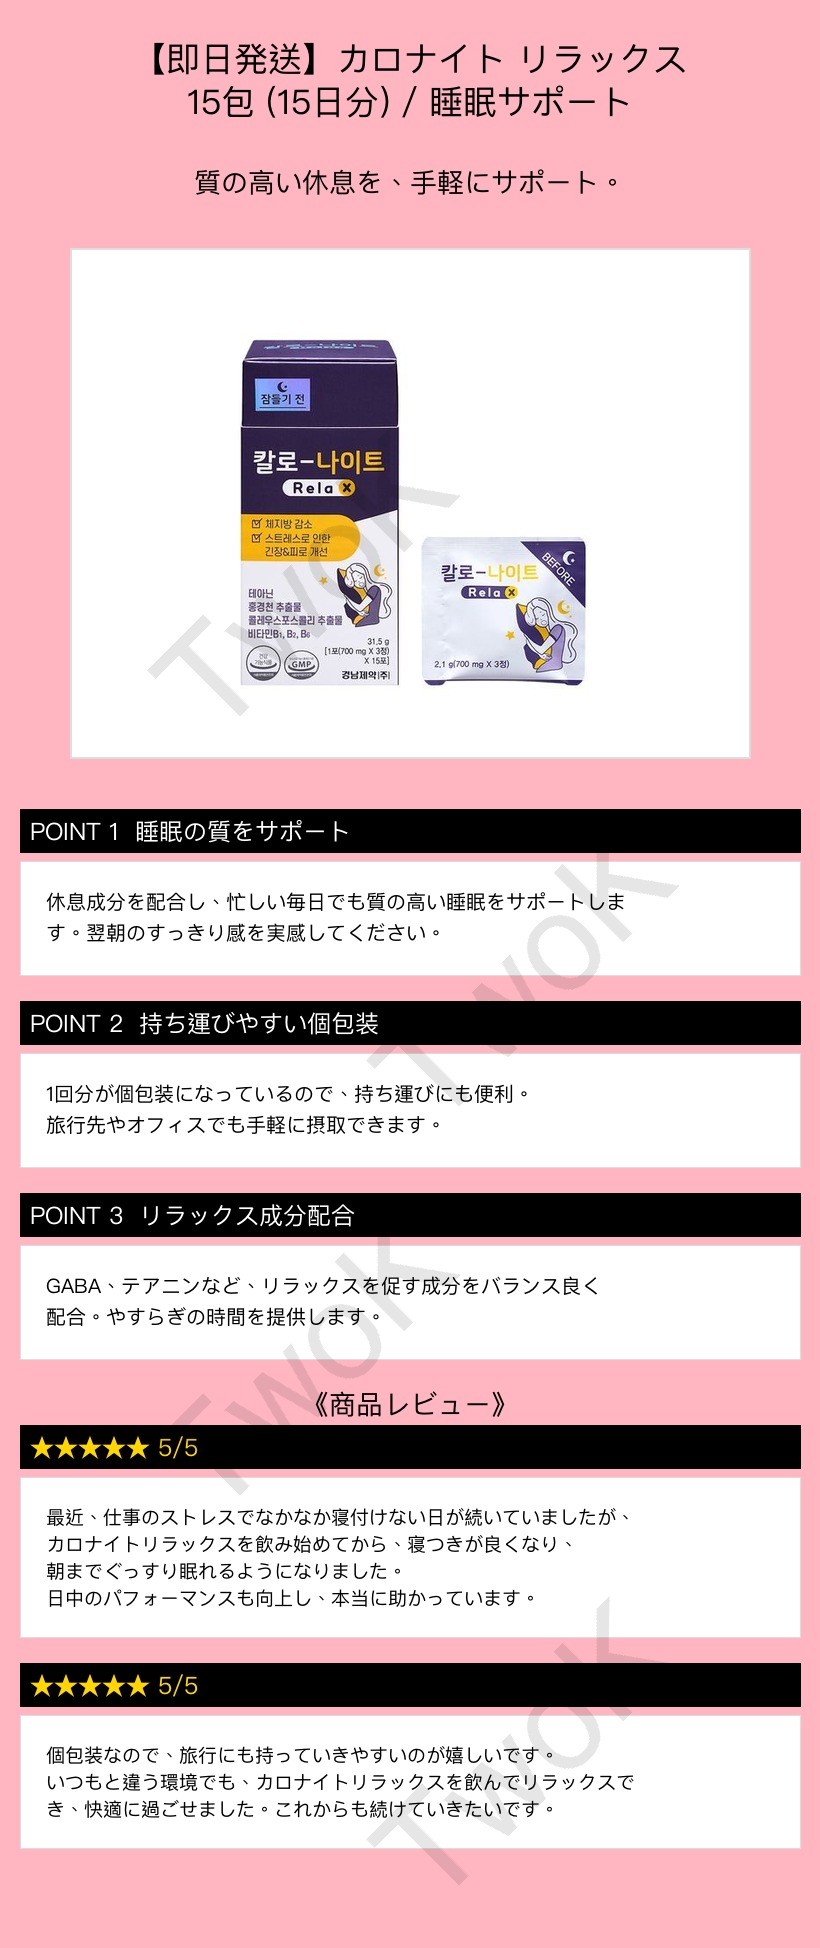 【即日発送】カロナイト リラックス
15包 (15日分) / 睡眠サポート
質の高い休息を、手軽にサポート。
잠들기 전
칼로-나이트
Rela X
체지방 감소
스트레스로 인한
긴장&피로 개선
테아닌
홍경천 추출물
콜레우스포스콜리 추출물
비타민B1, B2, B6
31.5 g
[1포(700 mg X 3정)
X 15포]
건강
기능식품
GMP
경남제약(주)
BEFORE
칼로-나이트
Rela X
2.1 g(700 mg X 3정)
TwoK
POINT 1 睡眠の質をサポート
休息成分を配合し、忙しい毎日でも質の高い睡眠をサポートしま
す。翌朝のすっきり感を実感してください。
TwoK
POINT 2 持ち運びやすい個包装
1回分が個包装になっているので、持ち運びにも便利。
旅行先やオフィスでも手軽に摂取できます。
POINT 3 リラックス成分配合
GABA、テアニンなど、リラックスを促す成分をバランス良く
配合。やすらぎの時間を提供します。
TwoK
《商品レビュー》
★★★★★ 5/5
最近、仕事のストレスでなかなか寝付けない日が続いていましたが、
カロナイトリラックスを飲み始めてから、寝つきが良くなり、
朝までぐっすり眠れるようになりました。
日中のパフォーマンスも向上し、本当に助かっています。
★★★★★ 5/5
個包装なので、旅行にも持っていきやすいのが嬉しいです。
いつもと違う環境でも、カロナイトリラックスを飲んでリラックスで
き、快適に過ごせました。これからも続けていきたいです。
TwoK